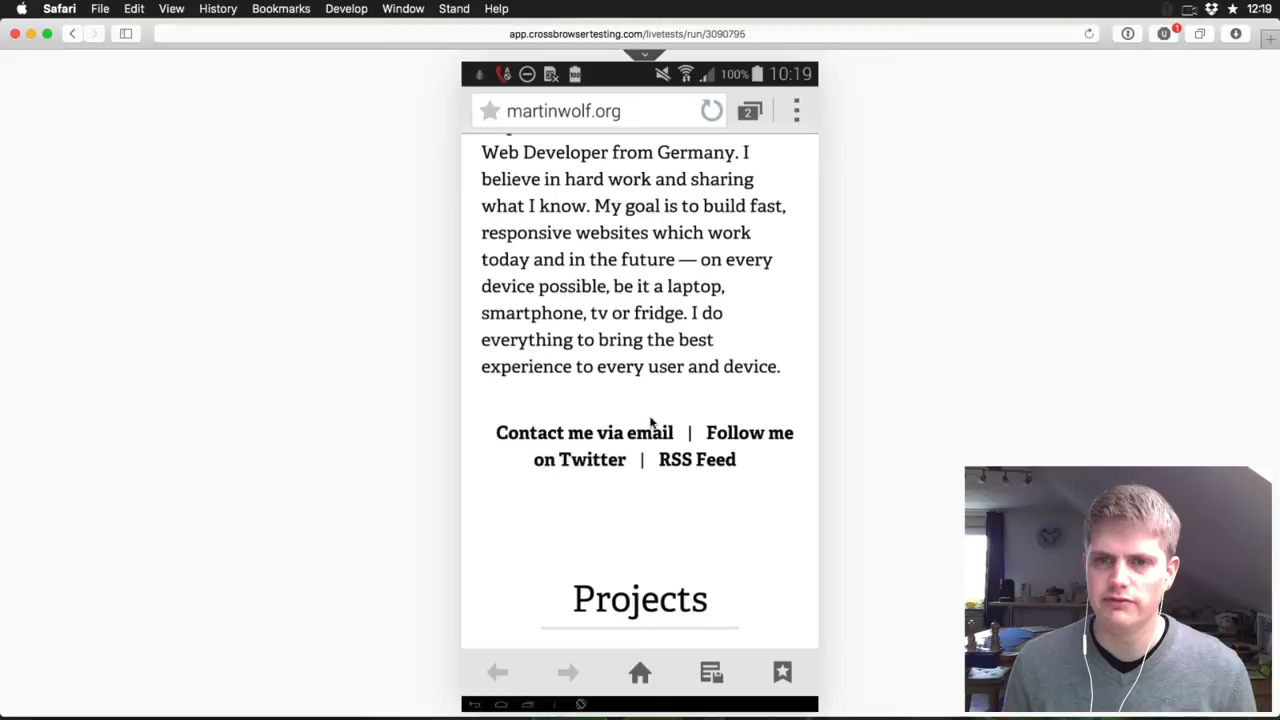 Safari File Edit View History Bookmarks Develop Window Stand Help 12:19
app.crossbrowsertesting.com/livetests/run/3090795
1
100% 10:19
martinwolf.org 2
Web Developer from Germany. I
believe in hard work and sharing
what I know. My goal is to build fast,
responsive websites which work
today and in the future — on every
device possible, be it a laptop,
smartphone, tv or fridge. I do
everything to bring the best
experience to every user and device.
Contact me via email | Follow me
on Twitter | RSS Feed
Projects